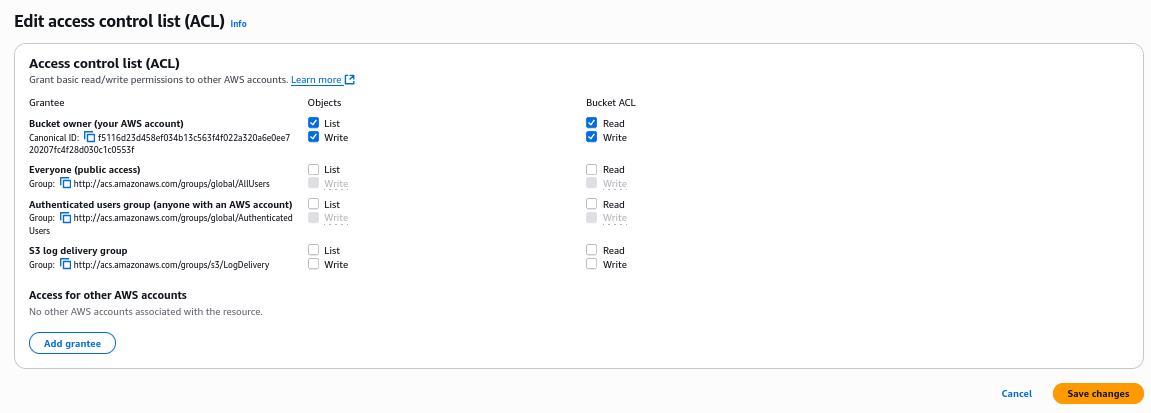 Edit access control list (ACL) Info
Access control list (ACL)
Grant basic read/write permissions to other AWS accounts. Learn more
Grantee Objects Bucket ACL
Bucket owner (your AWS account) List Read
Canonical ID: f5116d23d458ef034b13c563f4f022a320a6e0ee7 Write Write
20207fc4f28d030c1c0553f
Everyone (public access) List Read
Group: http://acs.amazonaws.com/groups/global/AllUsers Write Write
Authenticated users group (anyone with an AWS account) List Read
Group: http://acs.amazonaws.com/groups/global/Authenticated Write Write
Users
S3 log delivery group List Read
Group: http://acs.amazonaws.com/groups/s3/LogDelivery Write Write
Access for other AWS accounts
No other AWS accounts associated with the resource.
Add grantee
Cancel Save changes